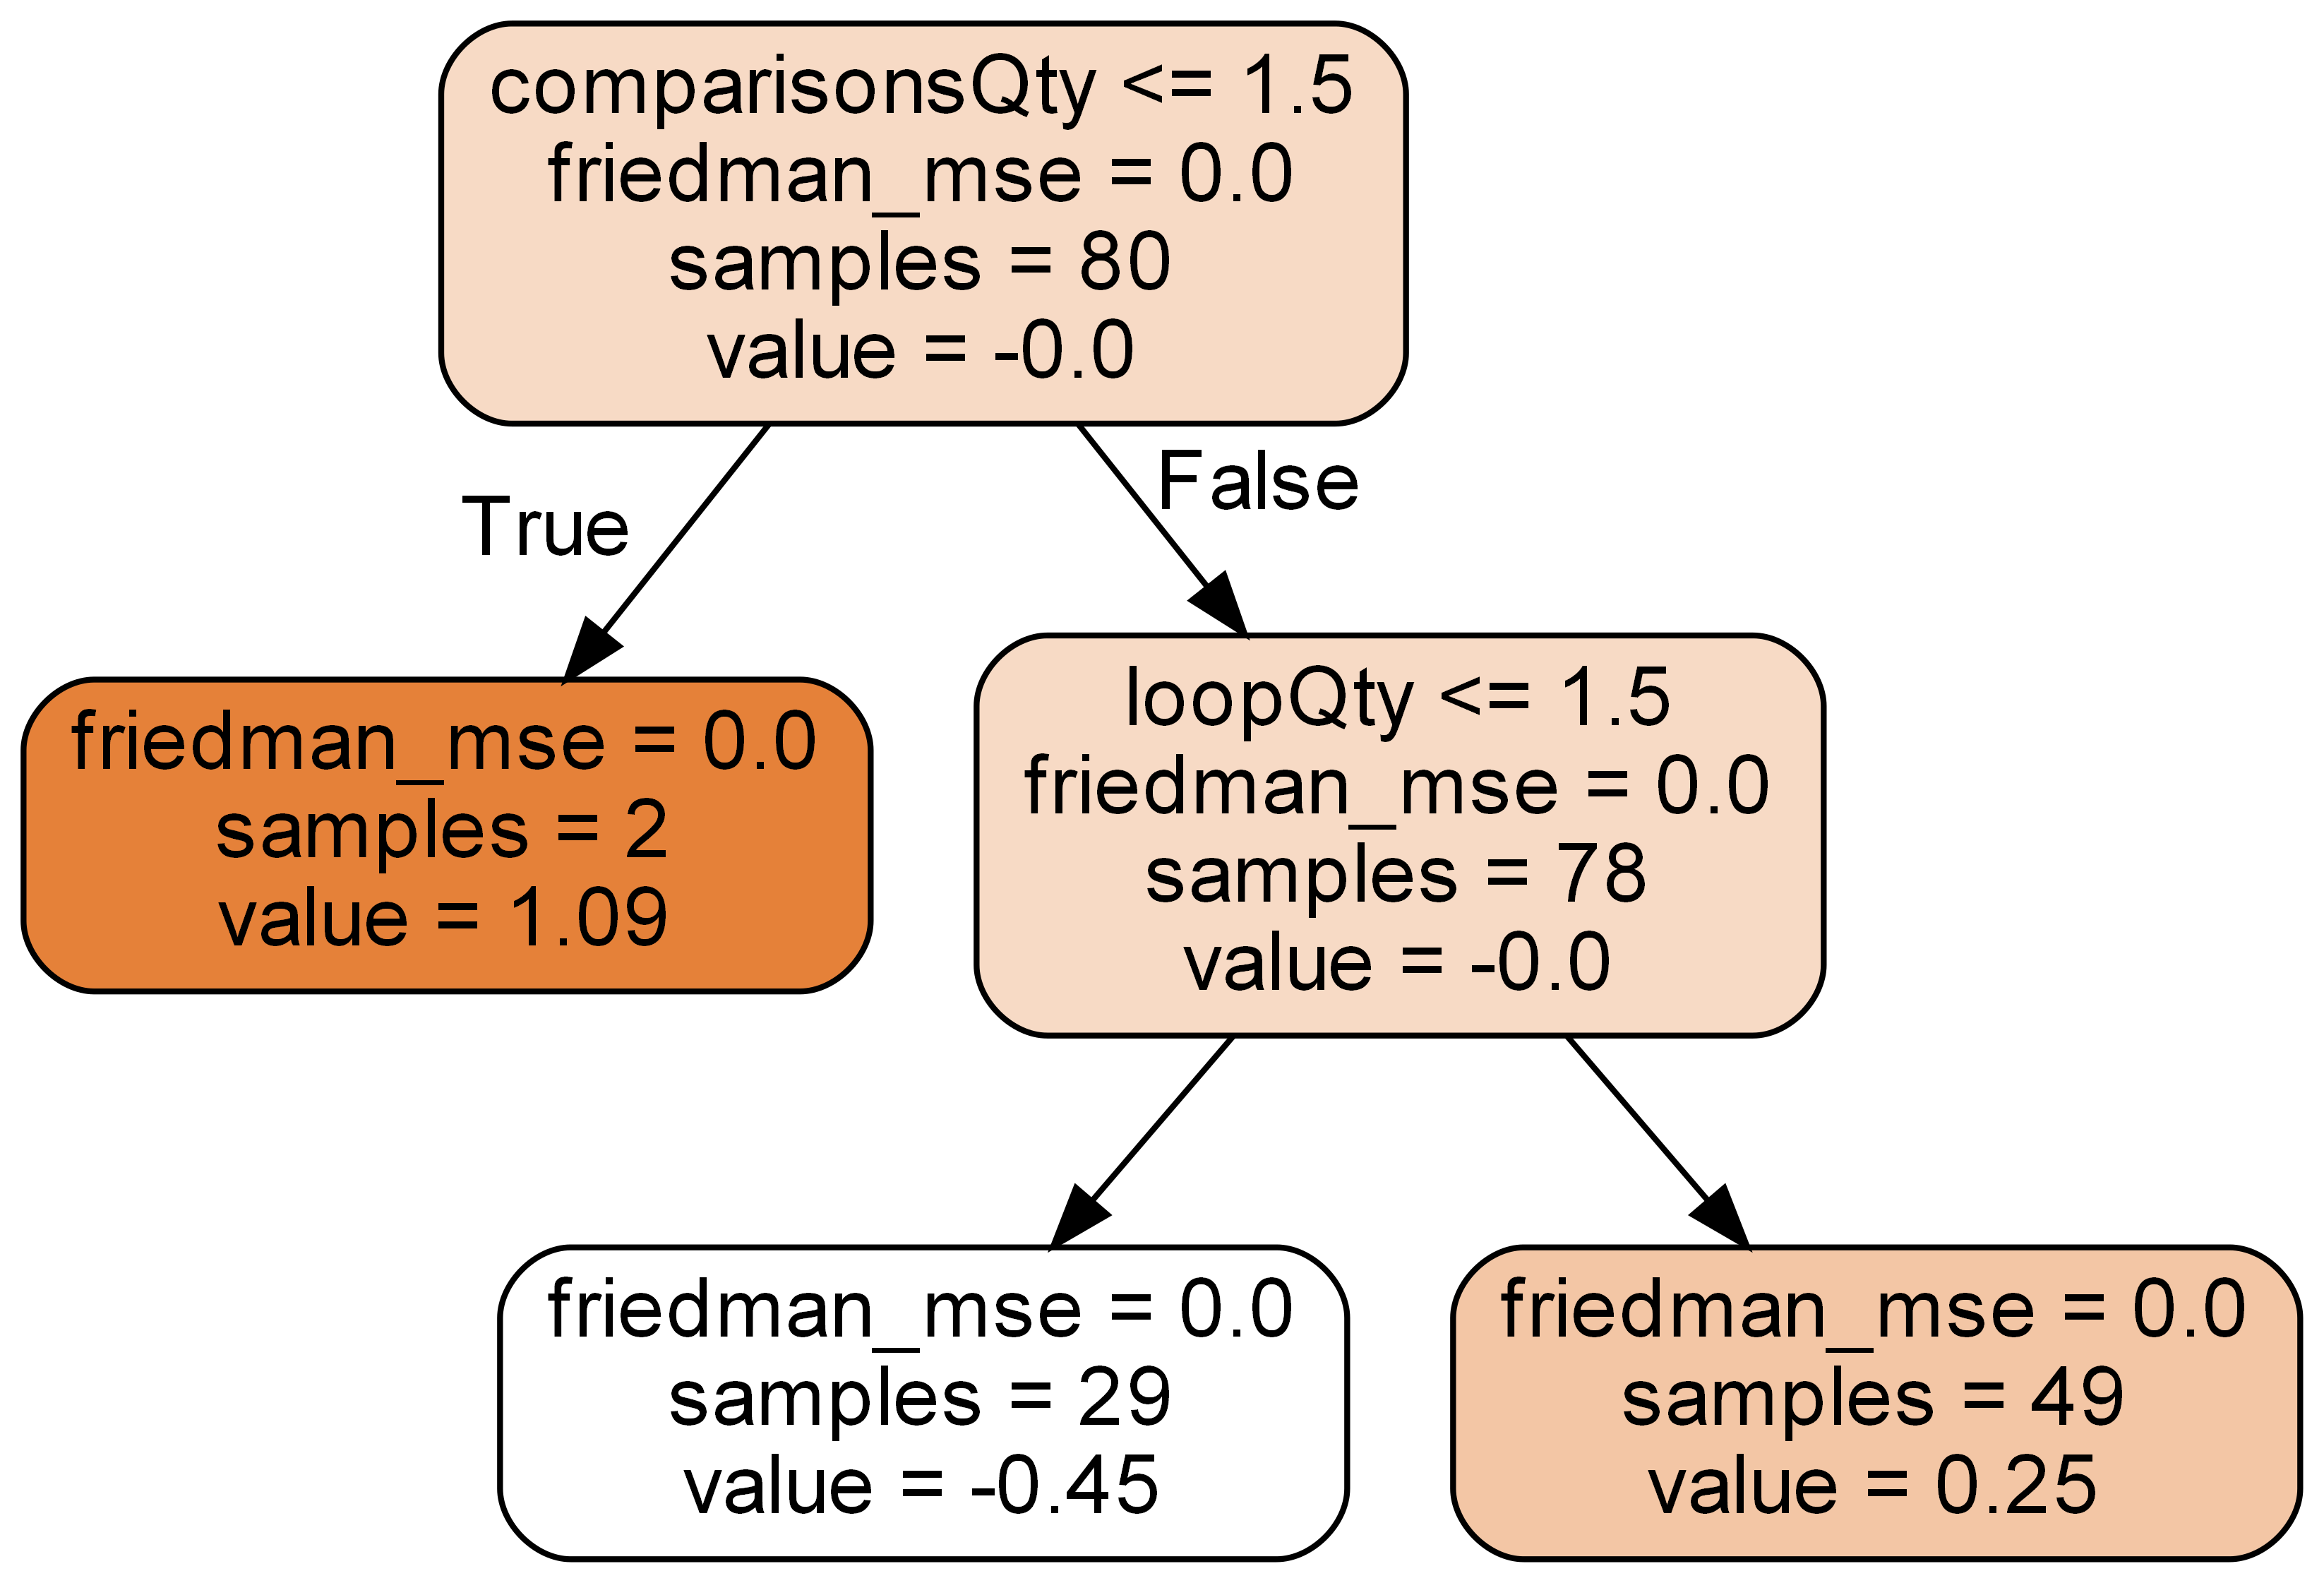 comparisonsQty <= 1.5
friedman_mse = 0.0
samples = 80
value = -0.0
True
False
friedman_mse = 0.0
samples = 2
value = 1.09
loopQty <= 1.5
friedman_mse = 0.0
samples = 78
value = -0.0
friedman_mse = 0.0
samples = 29
value = -0.45
friedman_mse = 0.0
samples = 49
value = 0.25